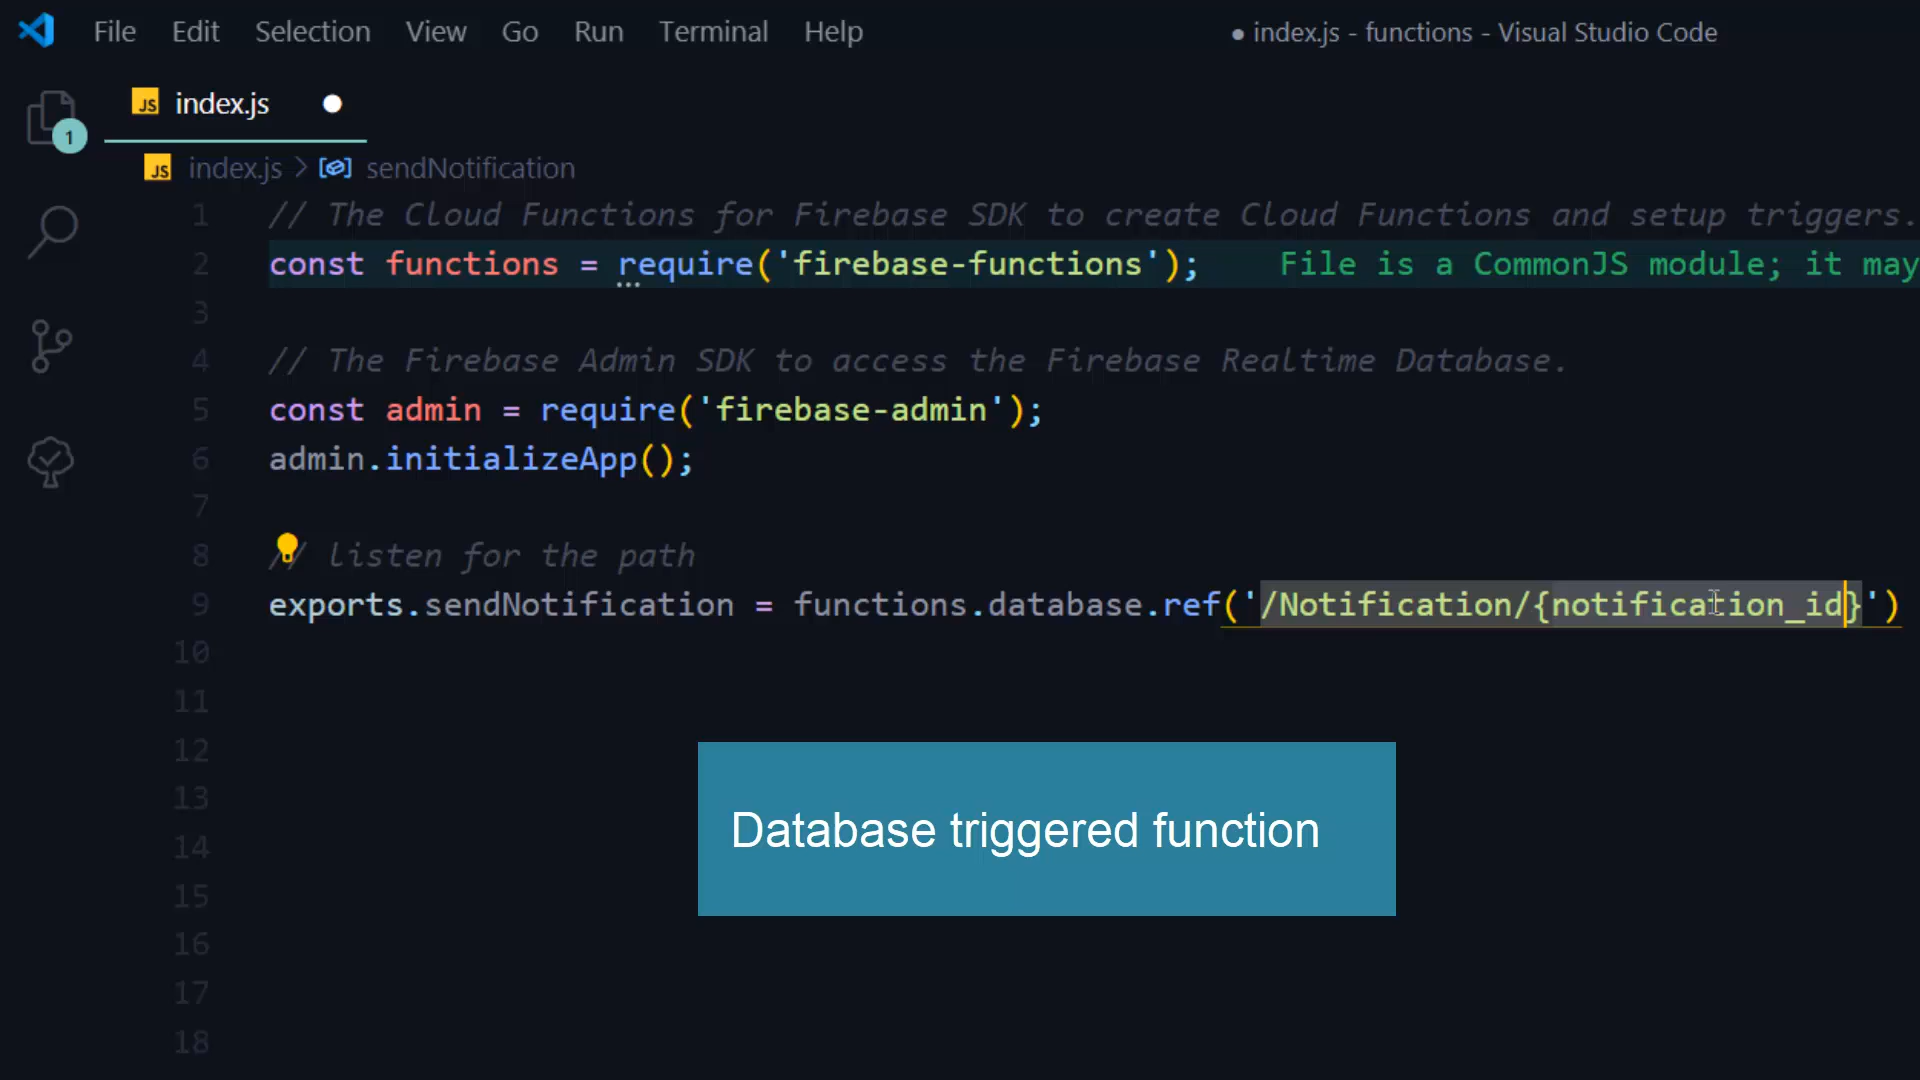 File Edit Selection View Go Run Terminal Help ● index.js - functions - Visual Studio Code
JS index.js ●
1
JS index.js > sendNotification
1 // The Cloud Functions for Firebase SDK to create Cloud Functions and setup triggers.
2 const functions = require('firebase-functions'); File is a CommonJS module; it may
3
4 // The Firebase Admin SDK to access the Firebase Realtime Database.
5 const admin = require('firebase-admin');
6 admin.initializeApp();
7
8 // listen for the path
9 exports.sendNotification = functions.database.ref('/Notification/{notification_id}')
10
11
12
13
14
15
16
17
18
Database triggered function